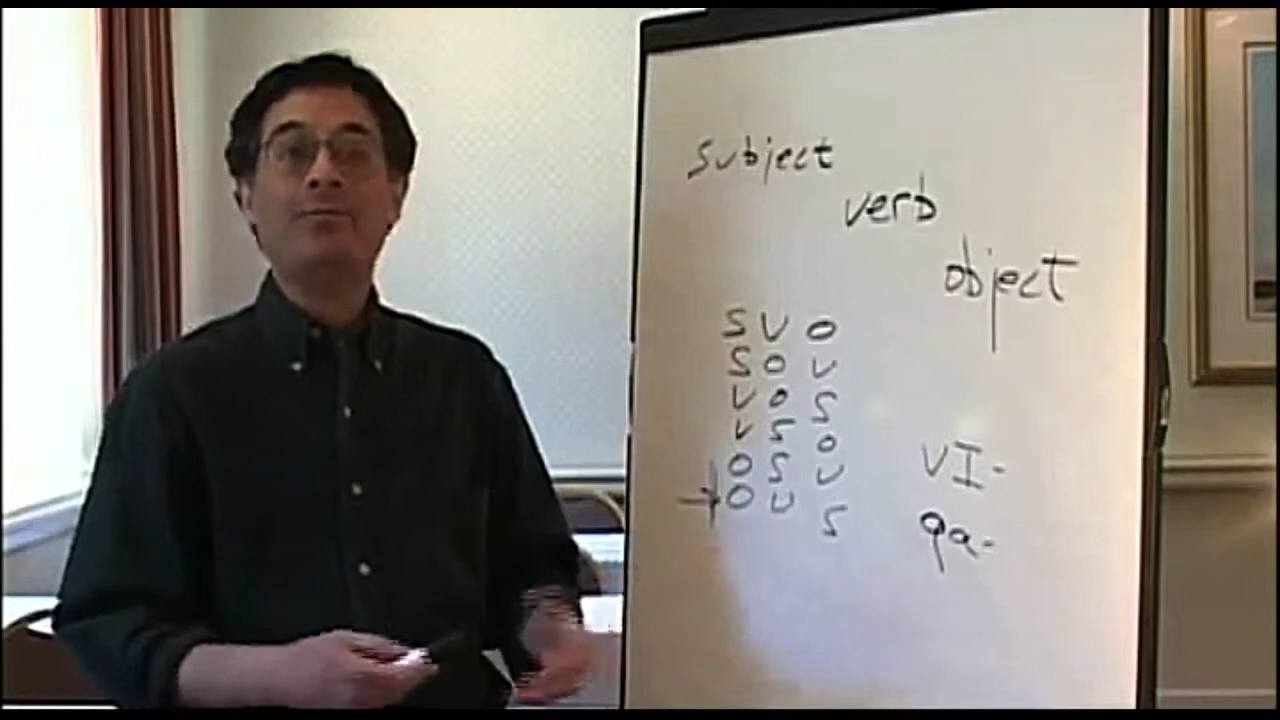 subject
verb
object
S V O
S O V
V O S
V S O
O S V
O V S
vI-
qa-